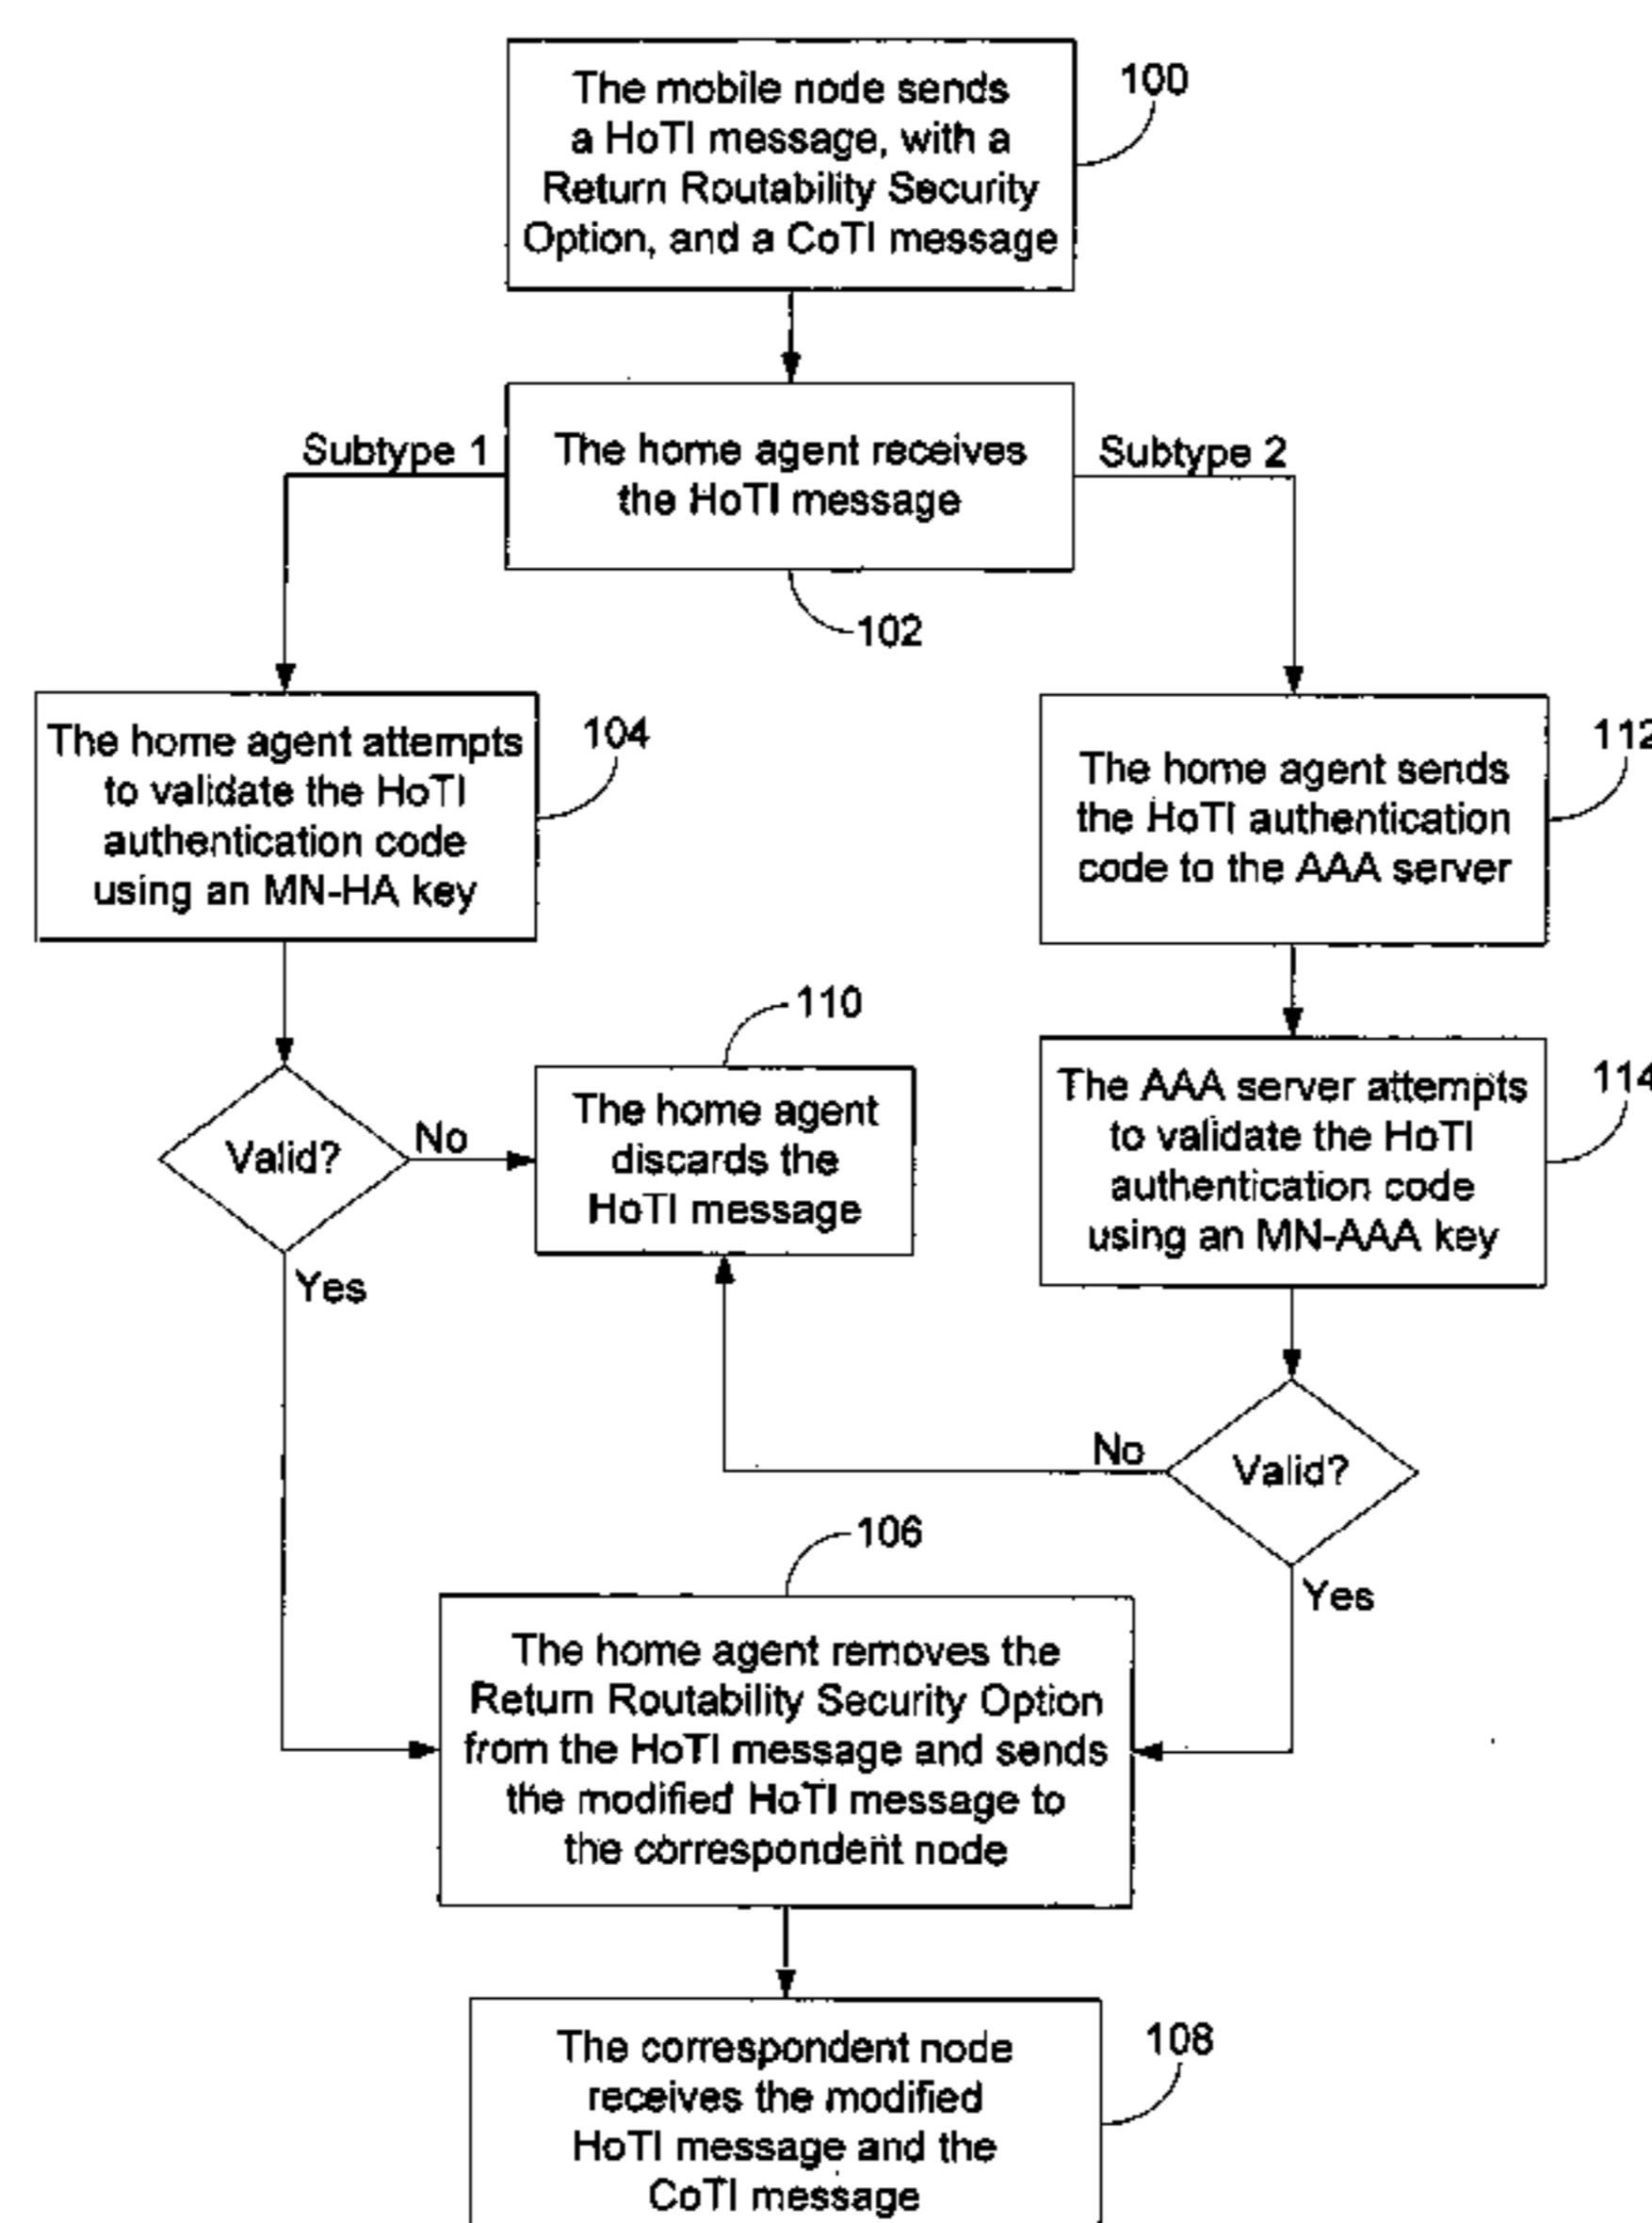 The mobile node sends
a HoTI message, with a
Return Routability Security
Option, and a CoTI message
100
Subtype 1
The home agent receives
the HoTI message
Subtype 2
102
The home agent attempts
to validate the HoTI
authentication code
using an MN-HA key
104
The home agent sends
the HoTI authentication
code to the AAA server
112
110
Valid?
No
The home agent
discards the
HoTI message
The AAA server attempts
to validate the HoTI
authentication code
using an MN-AAA key
114
Yes
No
Valid?
Yes
106
The home agent removes the
Return Routability Security Option
from the HoTI message and sends
the modified HoTI message to
the correspondent node
The correspondent node
receives the modified
HoTI message and the
CoTI message
108